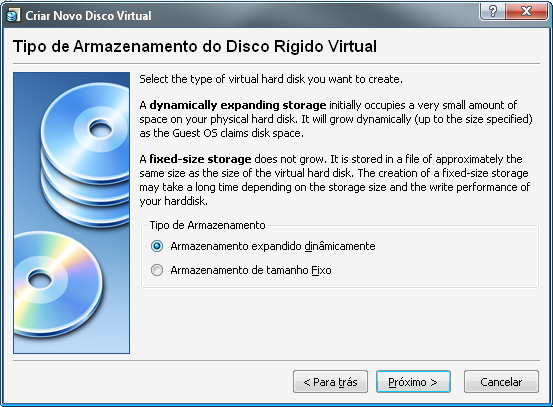 Criar Novo Disco Virtual
Tipo de Armazenamento do Disco Rígido Virtual
Select the type of virtual hard disk you want to create.
A dynamically expanding storage initially occupies a very small amount of
space on your physical hard disk. It will grow dynamically (up to the size specified)
as the Guest OS claims disk space.
A fixed-size storage does not grow. It is stored in a file of approximately the
same size as the size of the virtual hard disk. The creation of a fixed-size storage
may take a long time depending on the storage size and the write performance of
your harddisk.
Tipo de Armazenamento
Armazenamento expandido dinâmicamente
Armazenamento de tamanho Fixo
< Para trás
Próximo >
Cancelar